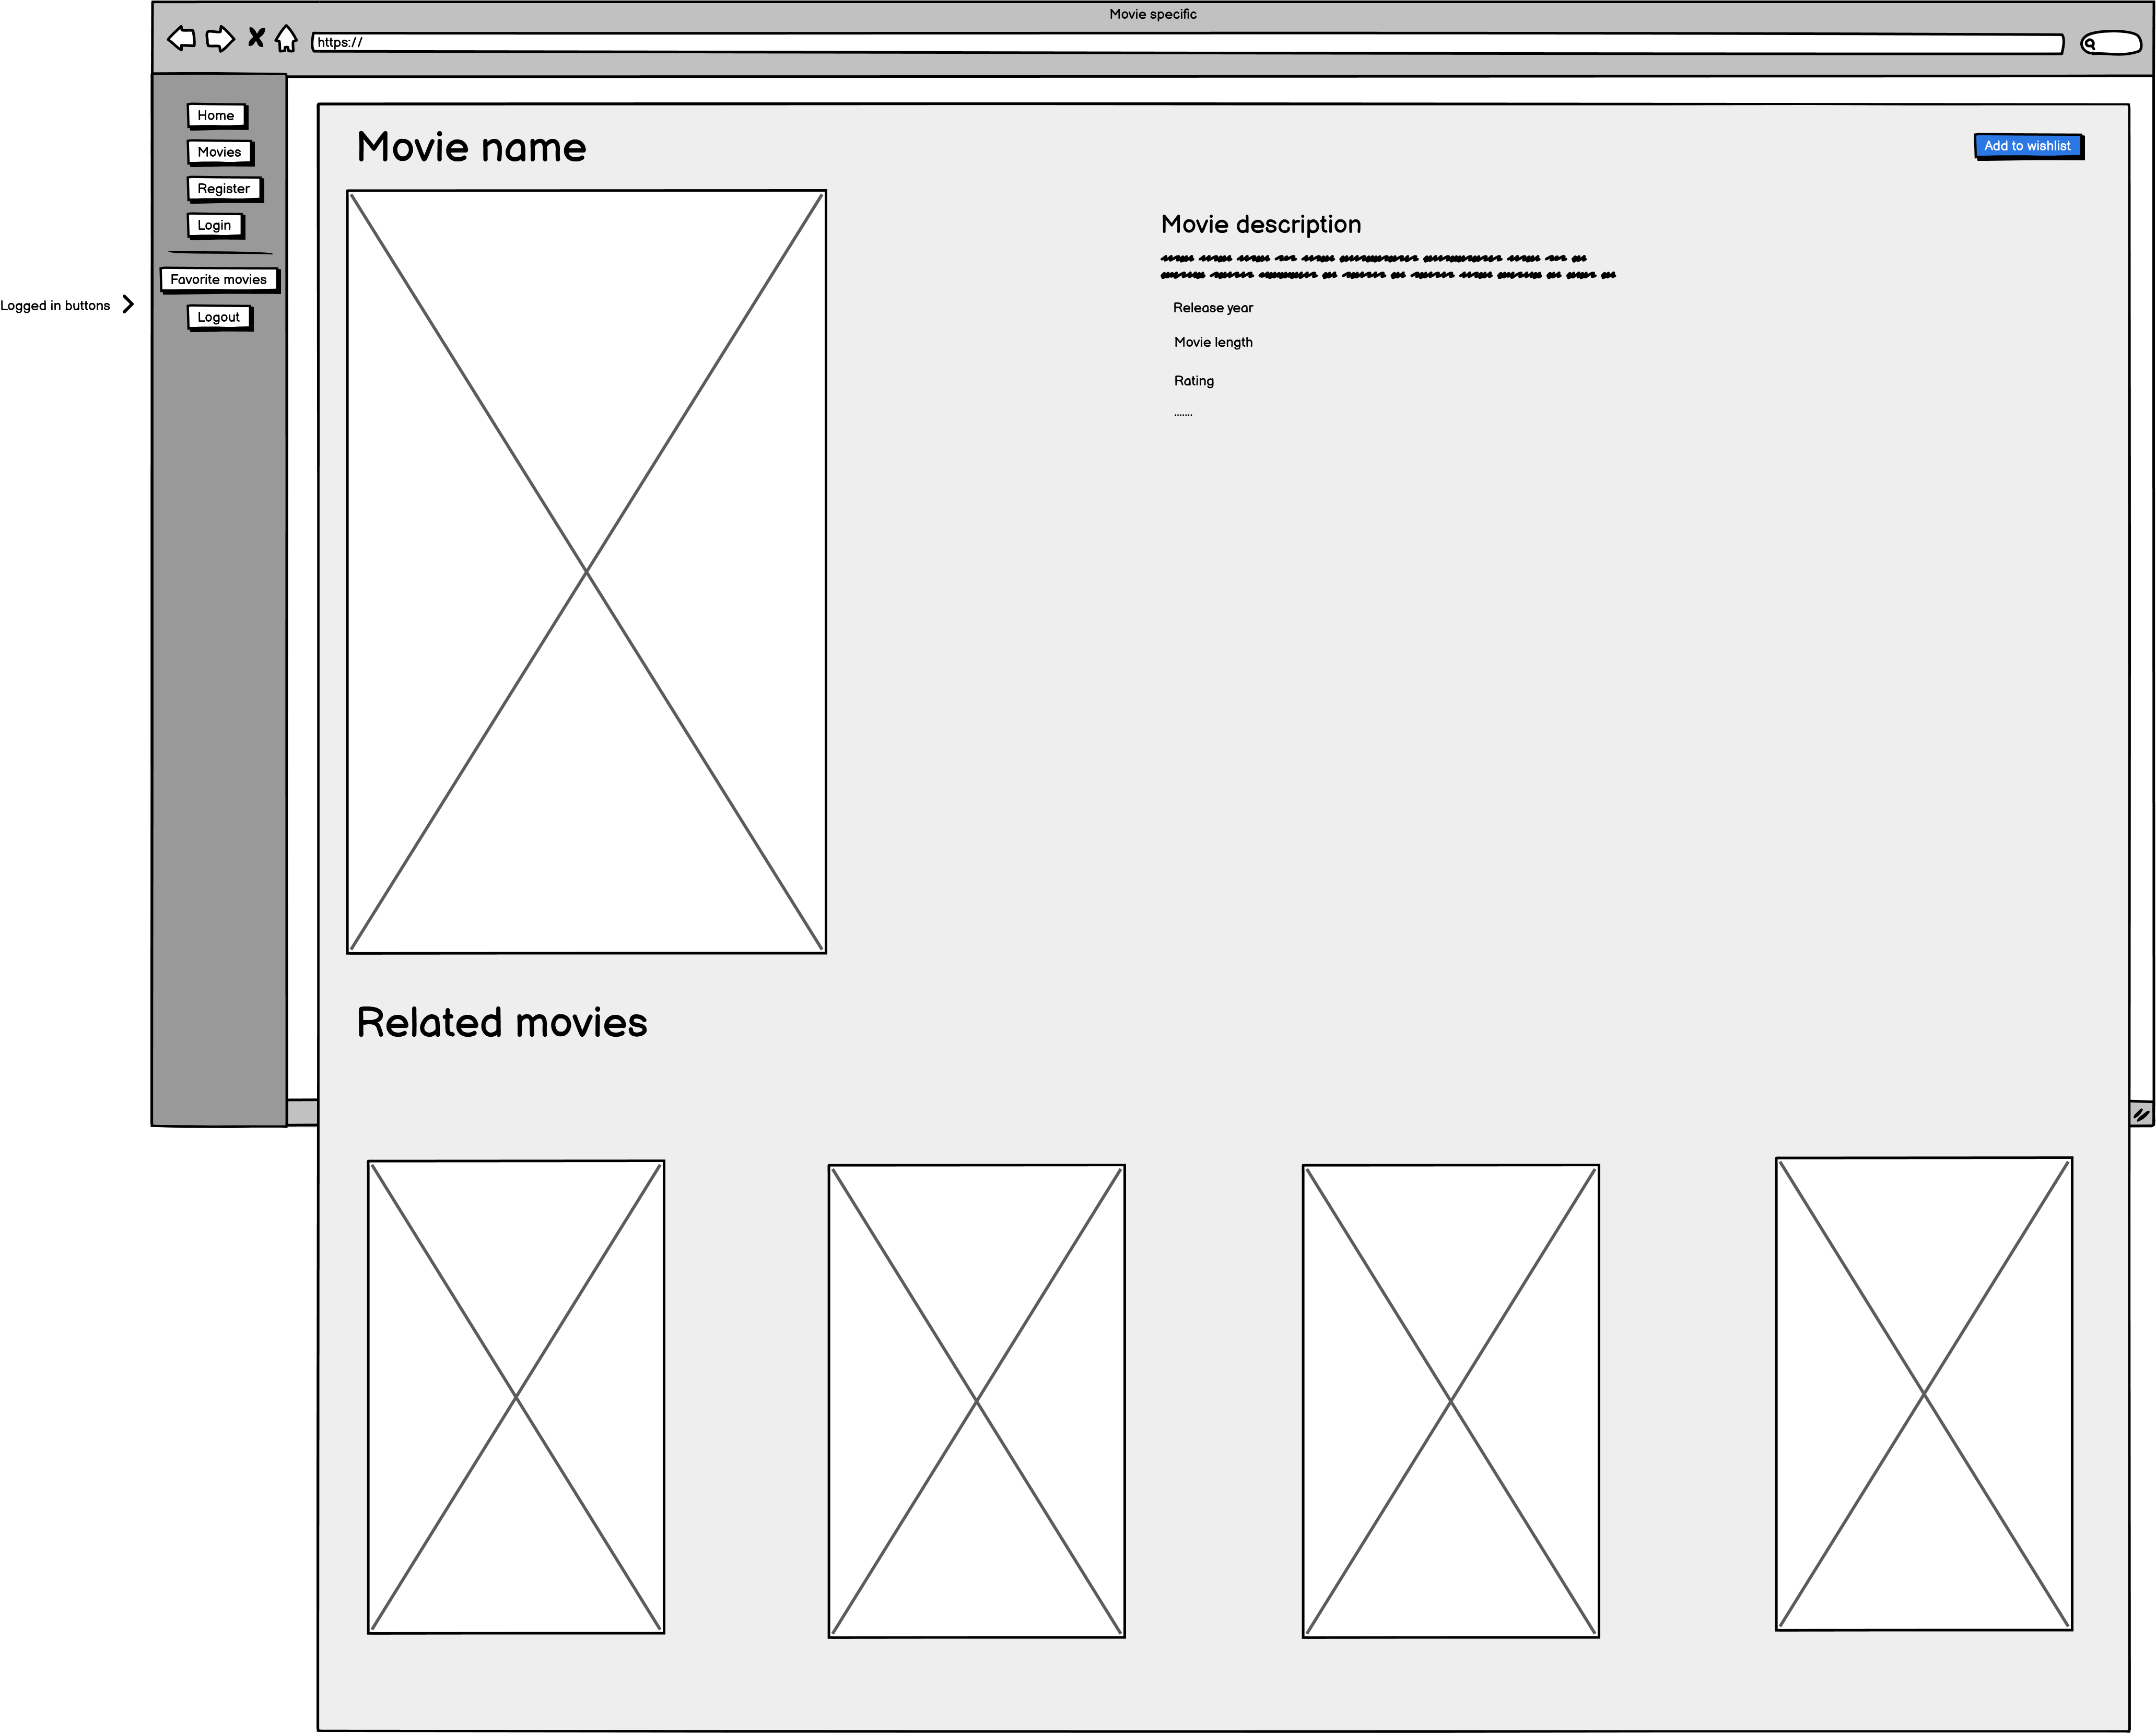 Movie specific
https://
Home
Movies
Register
Login
Favorite movies
Logged in buttons
Logout
Movie name
Add to wishlist
Movie description
Release year
Movie length
Rating
.......
Related movies